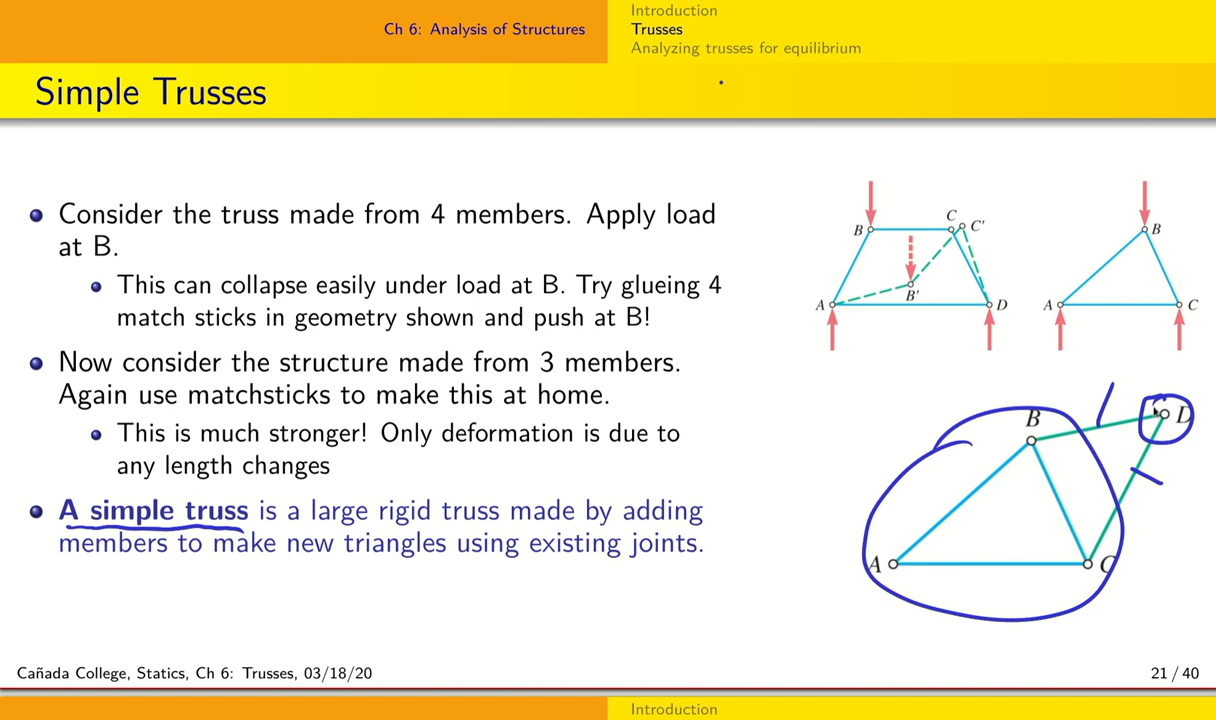 Ch 6: Analysis of Structures
Introduction
Trusses
Analyzing trusses for equilibrium
Simple Trusses
Consider the truss made from 4 members. Apply load
at B.
This can collapse easily under load at B. Try glueing 4
match sticks in geometry shown and push at B!
Now consider the structure made from 3 members.
Again use matchsticks to make this at home.
This is much stronger! Only deformation is due to
any length changes
A simple truss is a large rigid truss made by adding
members to make new triangles using existing joints.
B
C
C'
B'
A
D
B
A
C
B
D
A
C
Cañada College, Statics, Ch 6: Trusses, 03/18/20
21 / 40
Introduction